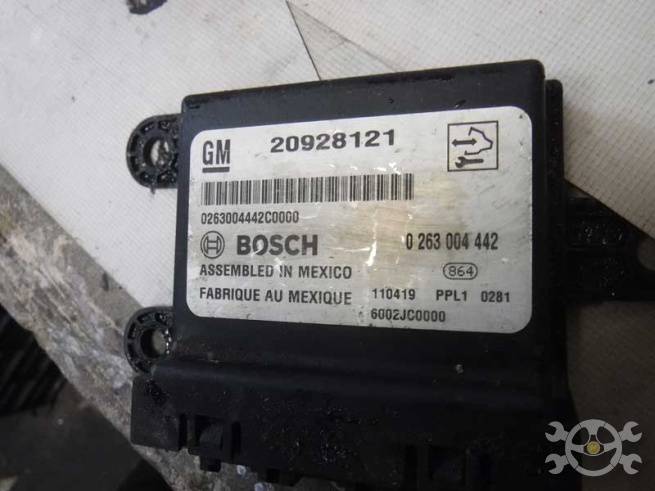 GM 20928121
0263004442C0000
BOSCH 0 263 004 442
ASSEMBLED IN MEXICO 864
FABRIQUE AU MEXIQUE 110419 PPL1 0281
6002JC0000